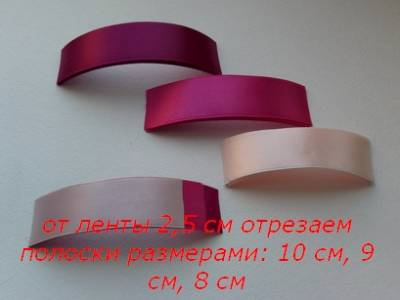 от ленты 2,5 см отрезаем
полоски размерами: 10 см, 9
см, 8 см